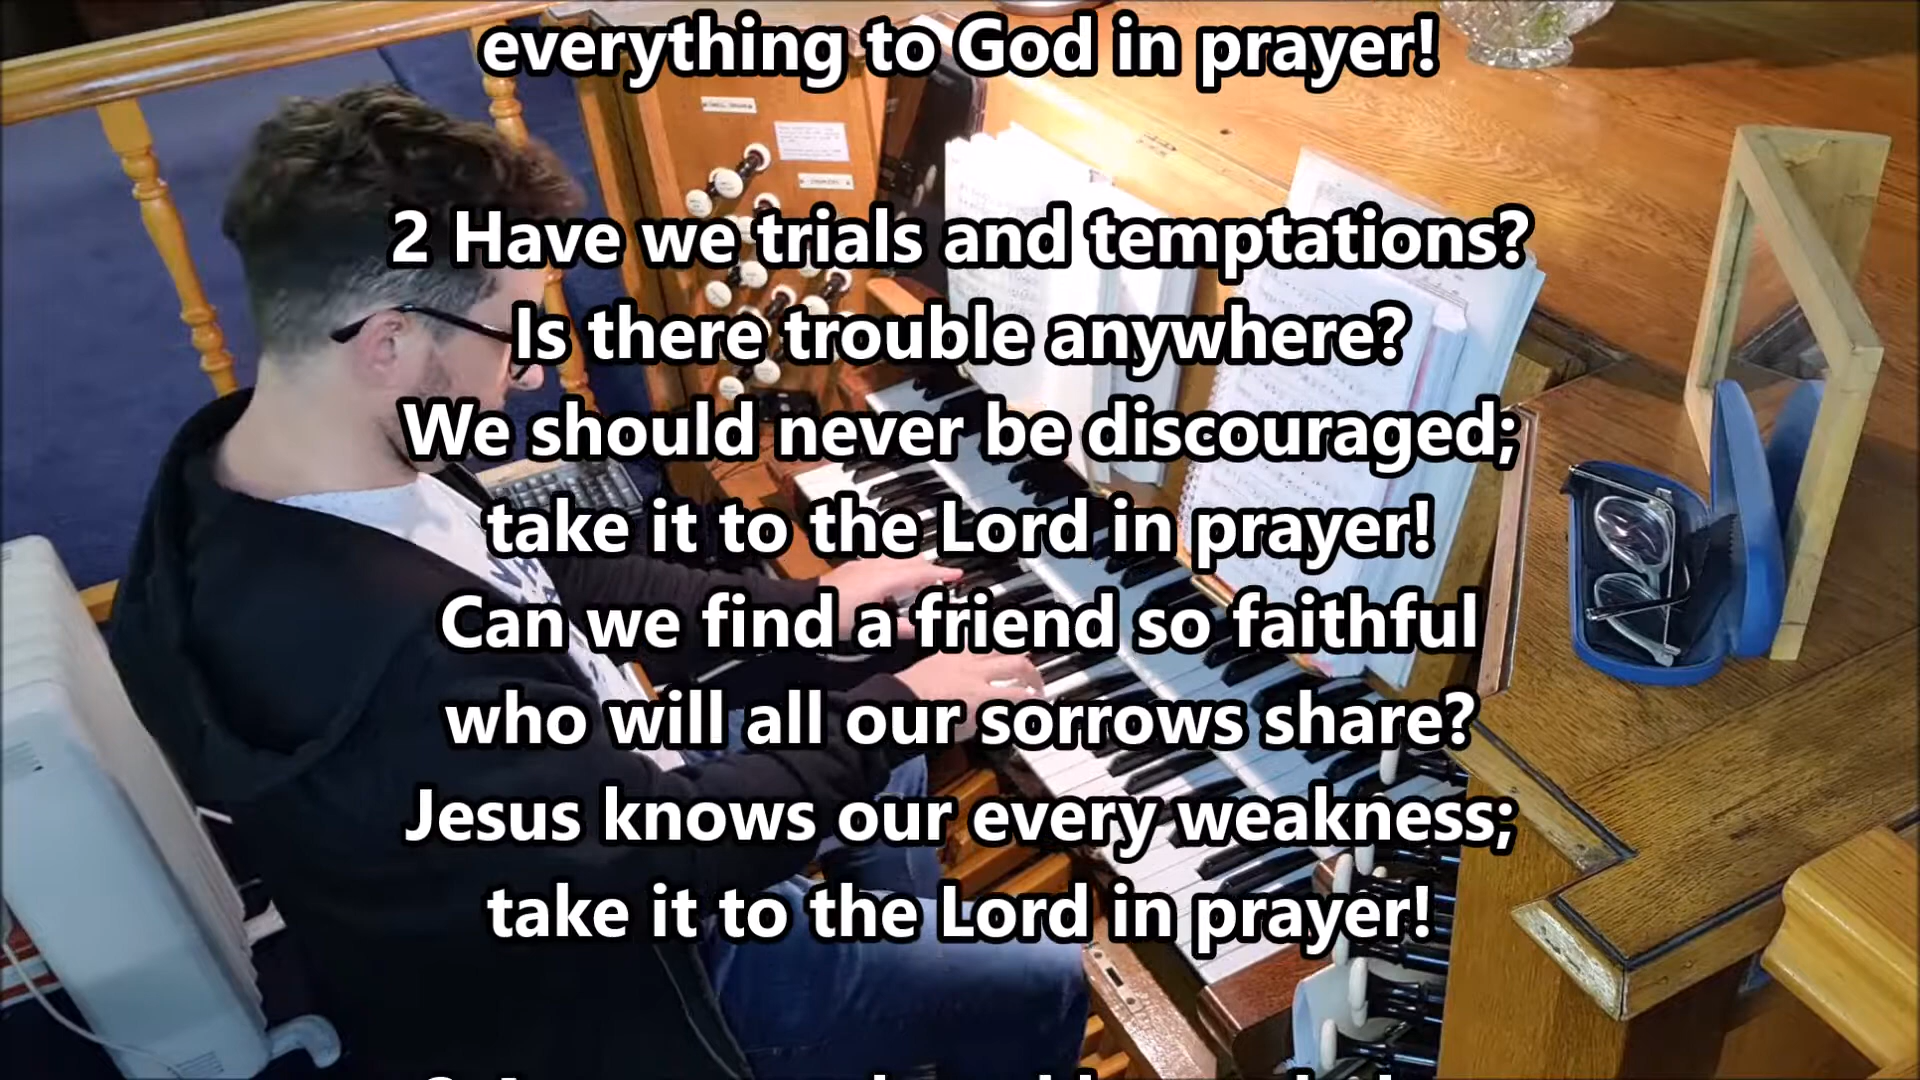 everything to God in prayer!
2 Have we trials and temptations?
Is there trouble anywhere?
We should never be discouraged;
take it to the Lord in prayer!
Can we find a friend so faithful
who will all our sorrows share?
Jesus knows our every weakness;
take it to the Lord in prayer!